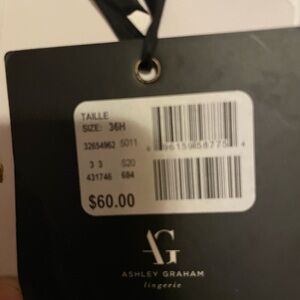 TAILLE
SIZE: 36H
32654962 5011
3 3 S20
431746 684
$60.00
AG
ASHLEY GRAHAM
lingerie